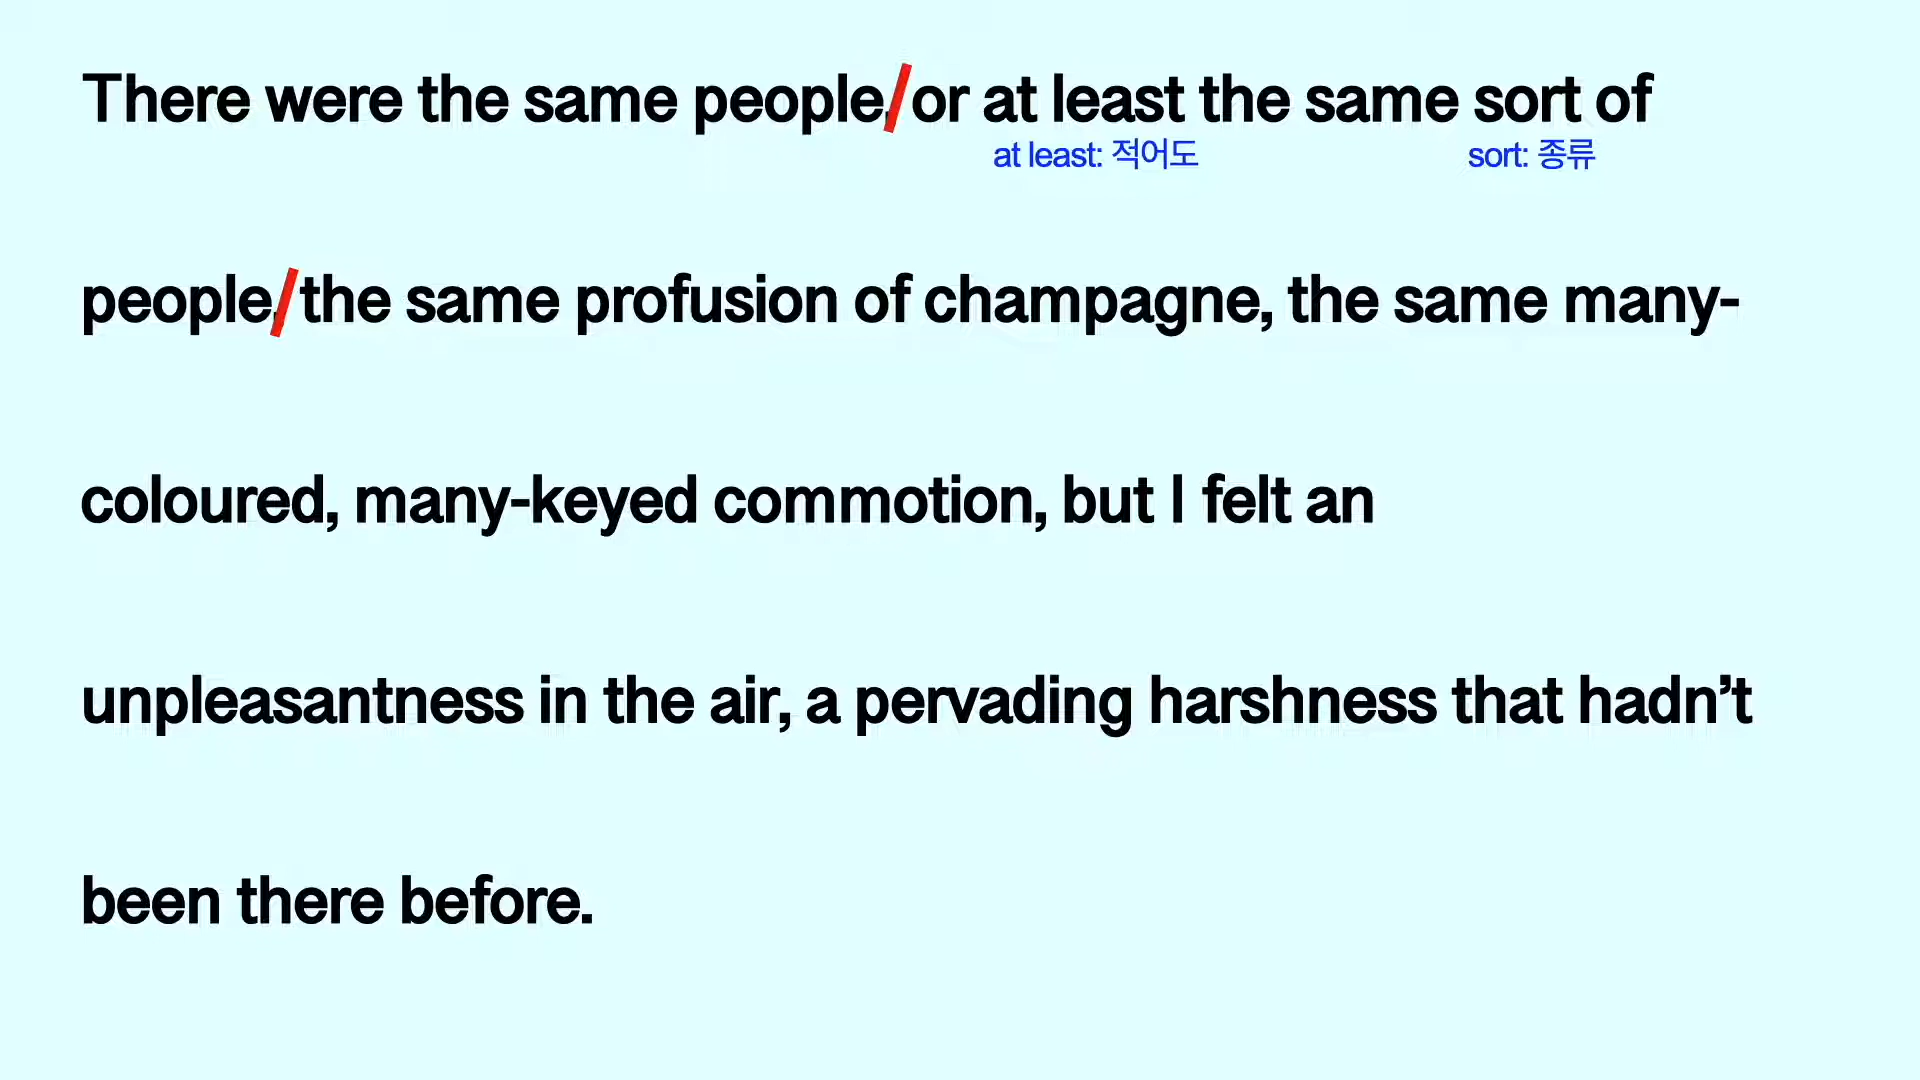 There were the same people, or at least the same sort of
at least: 적어도
sort: 종류
people, the same profusion of champagne, the same many-
coloured, many-keyed commotion, but I felt an
unpleasantness in the air, a pervading harshness that hadn’t
been there before.